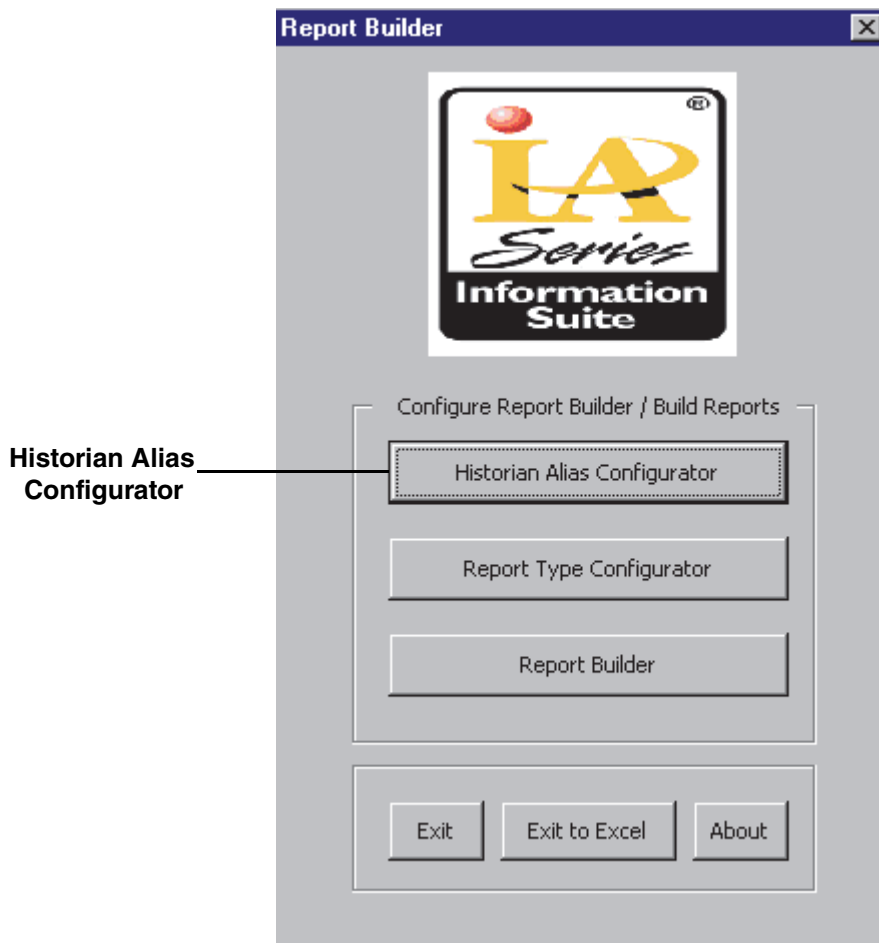 Report Builder
®
IA
Series
Information
Suite
Configure Report Builder / Build Reports
Historian Alias
Configurator
Historian Alias Configurator
Report Type Configurator
Report Builder
Exit
Exit to Excel
About